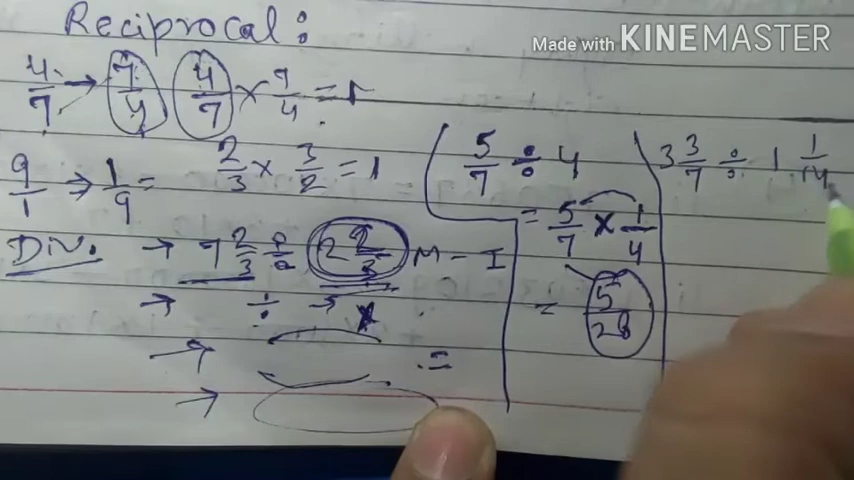 Reciprocal:
Made with KINEMASTER
4/7 → 7/4 4/7 × 7/4 = 1
9/1 → 1/9 = 2/3 × 3/2 = 1
Div. → 7 2/3 ÷ 2 2/3 M - I
→ ÷ → ×
→ =
→
5/7 ÷ 4
= 5/7 × 1/4
= 5/28
3 3/7 ÷ 1 1/14